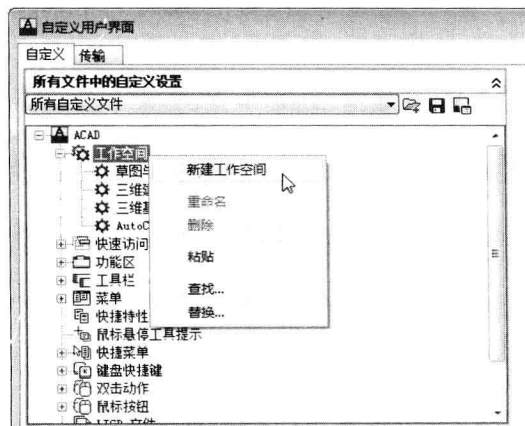 自定义用户界面
自定义 传输
所有文件中的自定义设置
所有自定义文件
ACAD
工作空间
草图与
三维建
三维基
AutoC
快速访问
功能区
工具栏
菜单
快捷特性
鼠标悬停工具提示
快捷菜单
键盘快捷键
双击动作
鼠标按钮
LISP 文件
新建工作空间
重命名
删除
粘贴
查找...
替换...